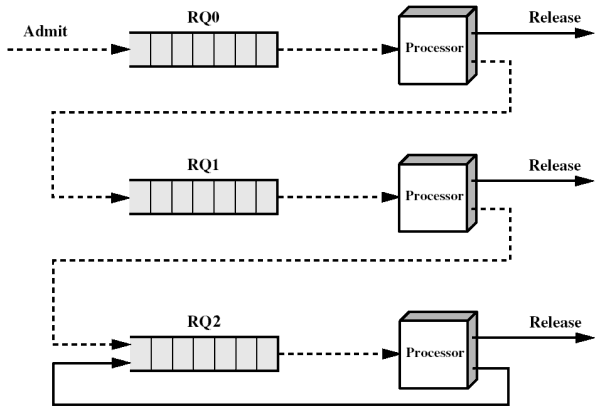 RQ0
Release
Admit
Processor
RQ1
Release
Processor
RQ2
Release
Processor